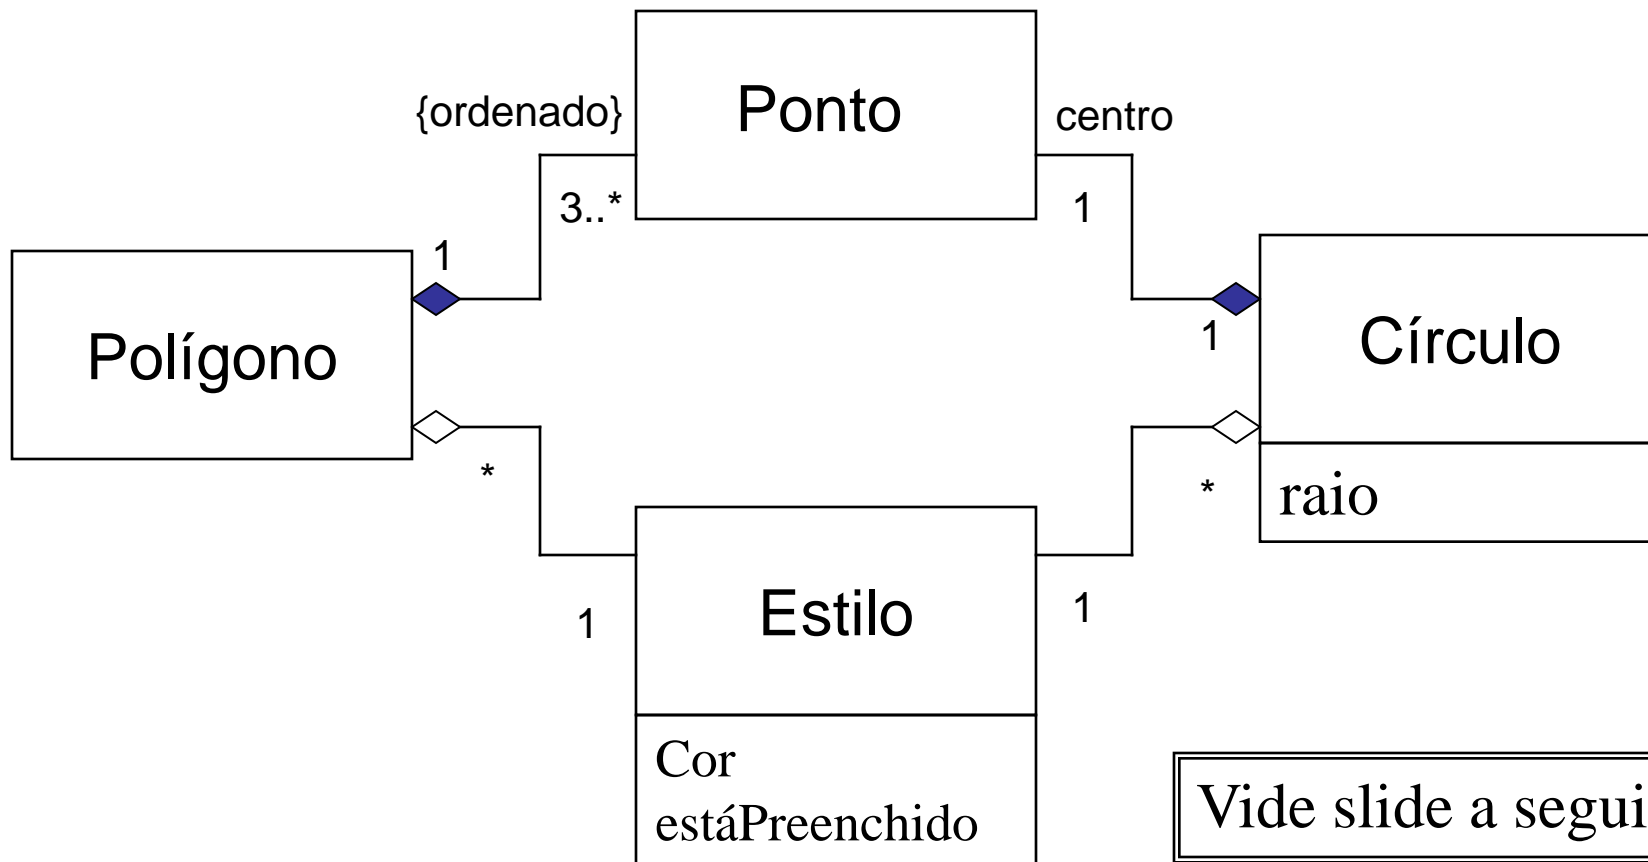 Ponto
{ordenado}
centro
3..*
1
1
1
Polígono
Círculo
*
*
raio
1
Estilo
1
Cor
estáPreenchido
Vide slide a segui